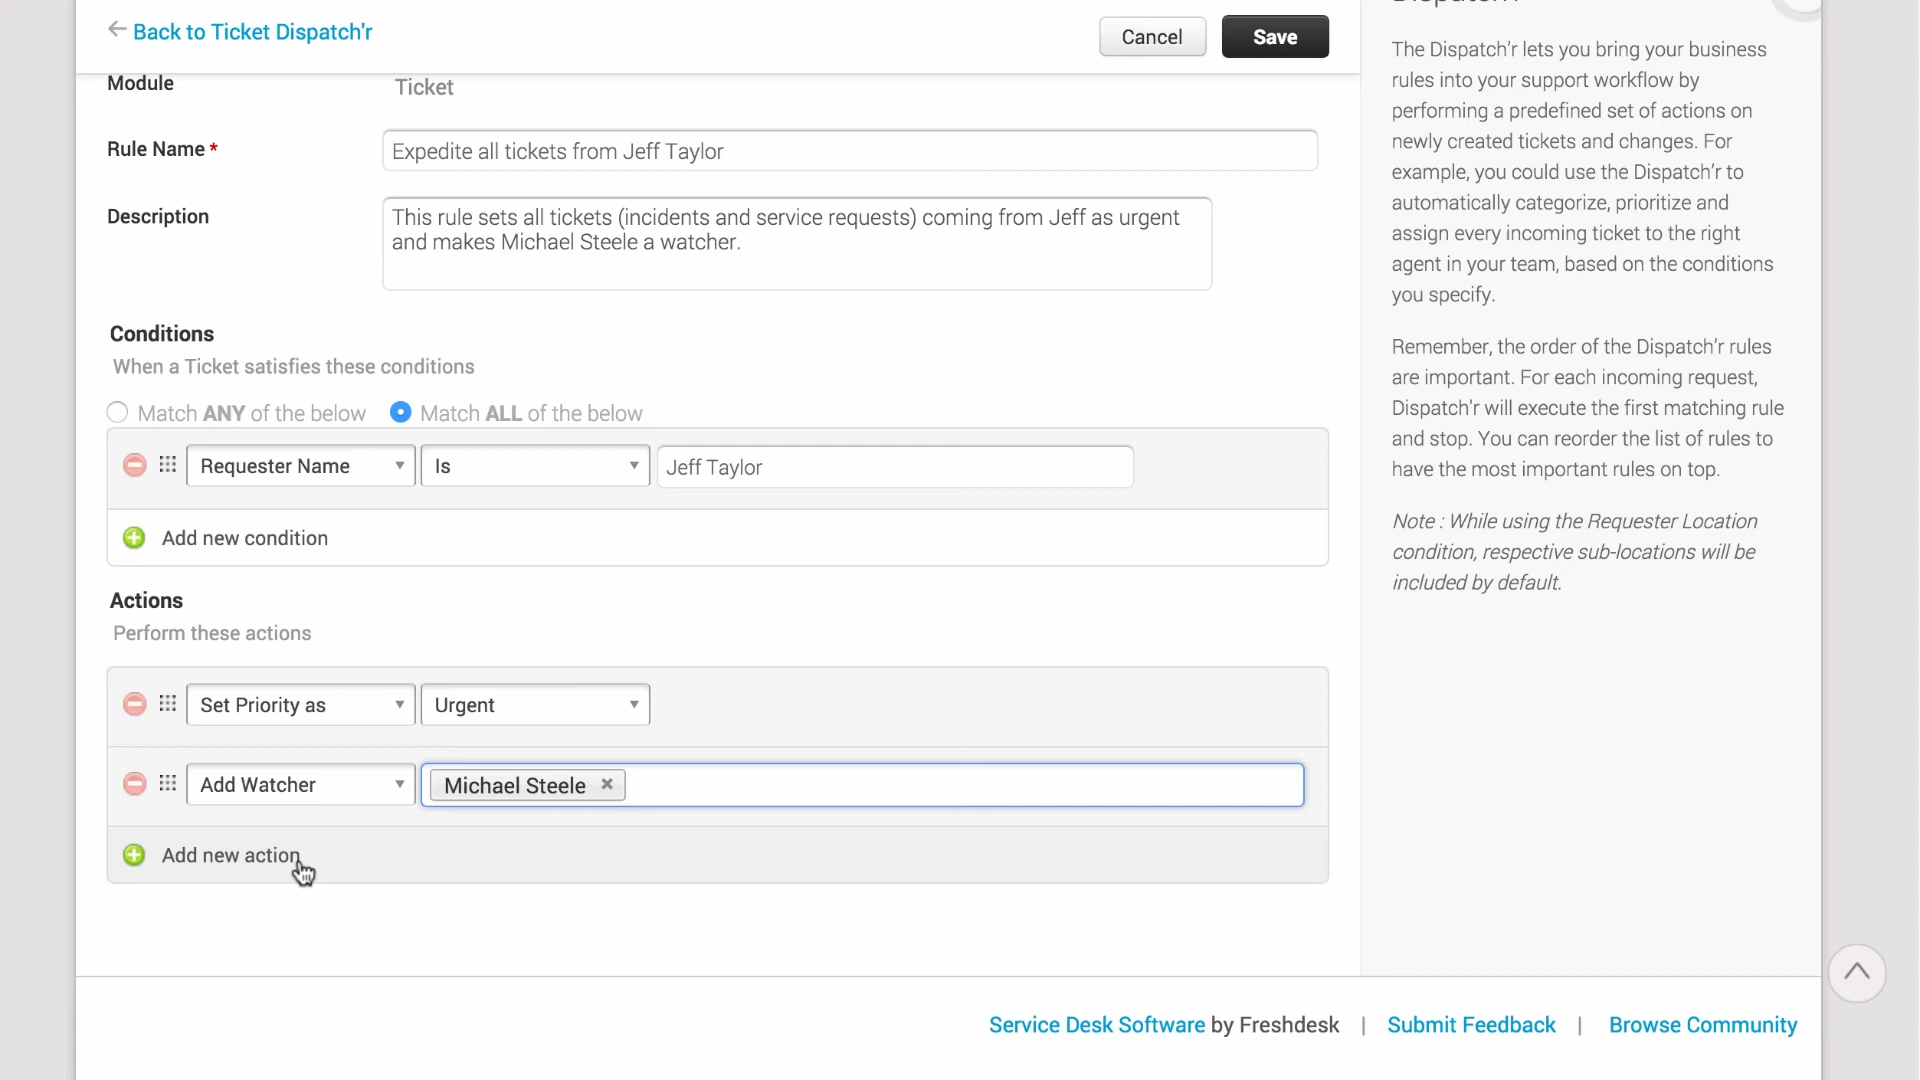 Back to Ticket Dispatch'r
Cancel
Save
Module
Ticket
Rule Name *
Expedite all tickets from Jeff Taylor
Description
This rule sets all tickets (incidents and service requests) coming from Jeff as urgent
and makes Michael Steele a watcher.
Conditions
When a Ticket satisfies these conditions
Match ANY of the below
Match ALL of the below
Requester Name
Is
Jeff Taylor
Add new condition
Actions
Perform these actions
Set Priority as
Urgent
Add Watcher
Michael Steele
Add new action
The Dispatch'r lets you bring your business
rules into your support workflow by
performing a predefined set of actions on
newly created tickets and changes. For
example, you could use the Dispatch'r to
automatically categorize, prioritize and
assign every incoming ticket to the right
agent in your team, based on the conditions
you specify.
Remember, the order of the Dispatch'r rules
are important. For each incoming request,
Dispatch'r will execute the first matching rule
and stop. You can reorder the list of rules to
have the most important rules on top.
Note : While using the Requester Location
condition, respective sub-locations will be
included by default.
Service Desk Software by Freshdesk | Submit Feedback | Browse Community